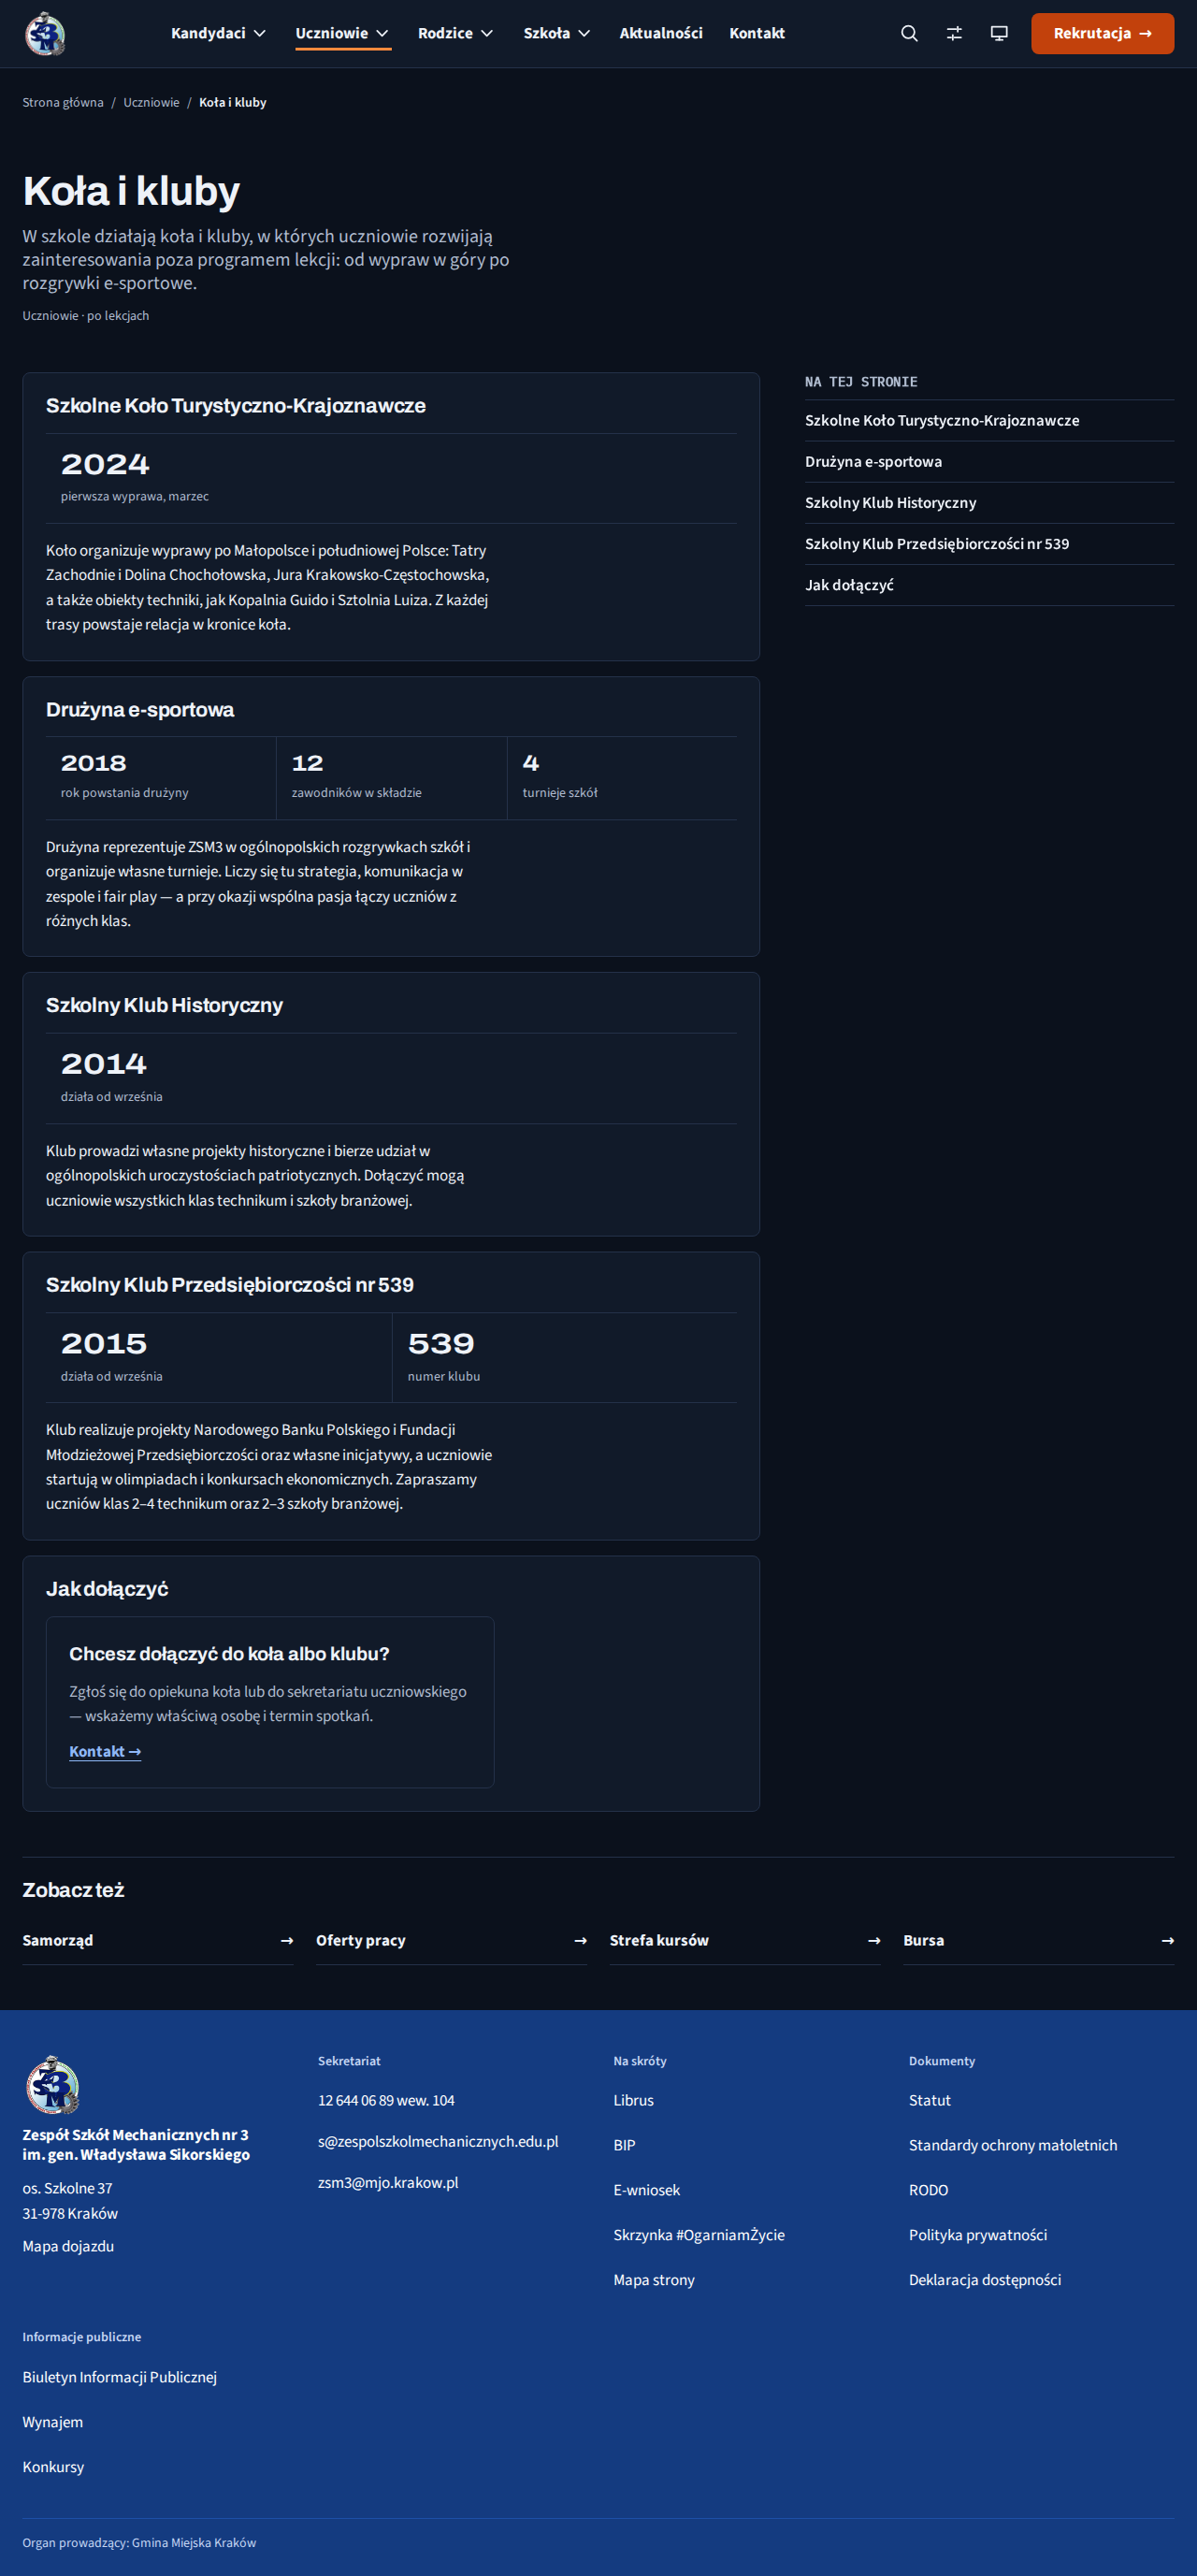 Kandydaci
Uczniowie
Rodzice
Szkoła
Aktualności
Kontakt
Rekrutacja →
Strona główna / Uczniowie / Koła i kluby
Koła i kluby
W szkole działają koła i kluby, w których uczniowie rozwijają
zainteresowania poza programem lekcji: od wypraw w góry po
rozgrywki e-sportowe.
Uczniowie · po lekcjach
Szkolne Koło Turystyczno-Krajoznawcze
2024
pierwsza wyprawa, marzec
Koło organizuje wyprawy po Małopolsce i południowej Polsce: Tatry
Zachodnie i Dolina Chochołowska, Jura Krakowsko-Częstochowska,
a także obiekty techniki, jak Kopalnia Guido i Sztolnia Luiza. Z każdej
trasy powstaje relacja w kronice koła.
Drużyna e-sportowa
2018
rok powstania drużyny
12
zawodników w składzie
4
turnieje szkół
Drużyna reprezentuje ZSM3 w ogólnopolskich rozgrywkach szkół i
organizuje własne turnieje. Liczy się tu strategia, komunikacja w
zespole i fair play — a przy okazji wspólna pasja łączy uczniów z
różnych klas.
Szkolny Klub Historyczny
2014
działa od września
Klub prowadzi własne projekty historyczne i bierze udział w
ogólnopolskich uroczystościach patriotycznych. Dołączyć mogą
uczniowie wszystkich klas technikum i szkoły branżowej.
Szkolny Klub Przedsiębiorczości nr 539
2015
działa od września
539
numer klubu
Klub realizuje projekty Narodowego Banku Polskiego i Fundacji
Młodzieżowej Przedsiębiorczości oraz własne inicjatywy, a uczniowie
startują w olimpiadach i konkursach ekonomicznych. Zapraszamy
uczniów klas 2–4 technikum oraz 2–3 szkoły branżowej.
Jak dołączyć
Chcesz dołączyć do koła albo klubu?
Zgłoś się do opiekuna koła lub do sekretariatu uczniowskiego
— wskażemy właściwą osobę i termin spotkań.
Kontakt →
NA TEJ STRONIE
Szkolne Koło Turystyczno-Krajoznawcze
Drużyna e-sportowa
Szkolny Klub Historyczny
Szkolny Klub Przedsiębiorczości nr 539
Jak dołączyć
Zobacz też
Samorząd →
Oferty pracy →
Strefa kursów →
Bursa →
Zespół Szkół Mechanicznych nr 3
im. gen. Władysława Sikorskiego
os. Szkolne 37
31-978 Kraków
Mapa dojazdu
Sekretariat
12 644 06 89 wew. 104
s@zespolszkolmechanicznych.edu.pl
zsm3@mjo.krakow.pl
Na skróty
Librus
BIP
E-wniosek
Skrzynka #OgarniamŻycie
Mapa strony
Dokumenty
Statut
Standardy ochrony małoletnich
RODO
Polityka prywatności
Deklaracja dostępności
Informacje publiczne
Biuletyn Informacji Publicznej
Wynajem
Konkursy
Organ prowadzący: Gmina Miejska Kraków